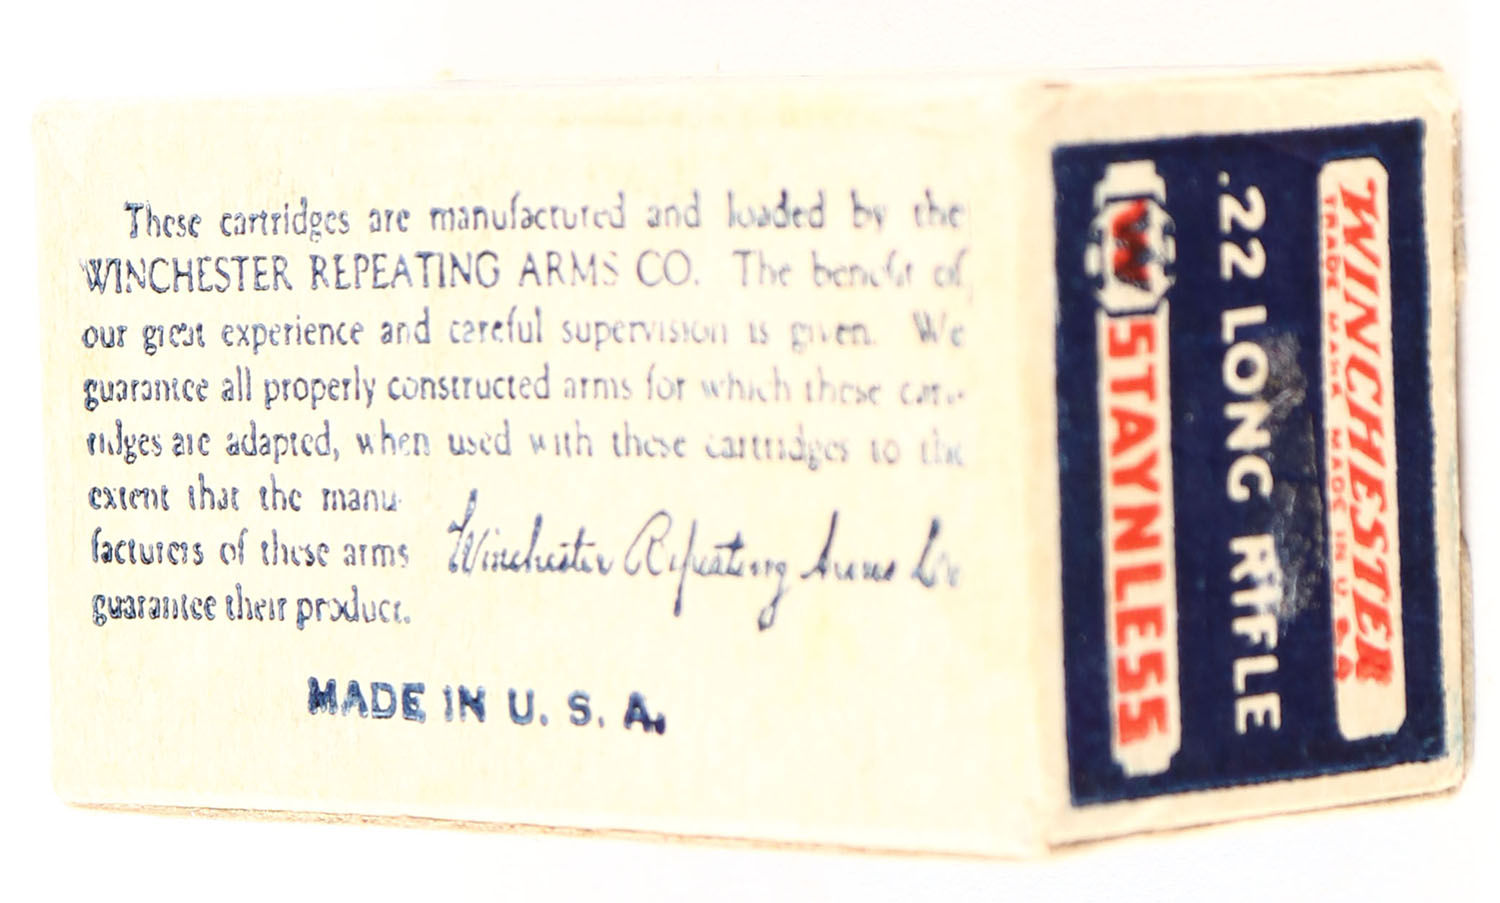 These cartridges are manufactured and loaded by the
WINCHESTER REPEATING ARMS CO. The benefit of
our great experience and careful supervision is given. We
guarantee all properly constructed arms for which these car-
ridges are adapted, when used with these cartridges to the
extent that the manu-
facturers of these arms
guarantee their product.
Winchester Repeating Arms Co
MADE IN U. S. A.
WINCHESTER
TRADE MARK MADE IN U.S.A.
.22 LONG RIFLE
W STAYNLESS